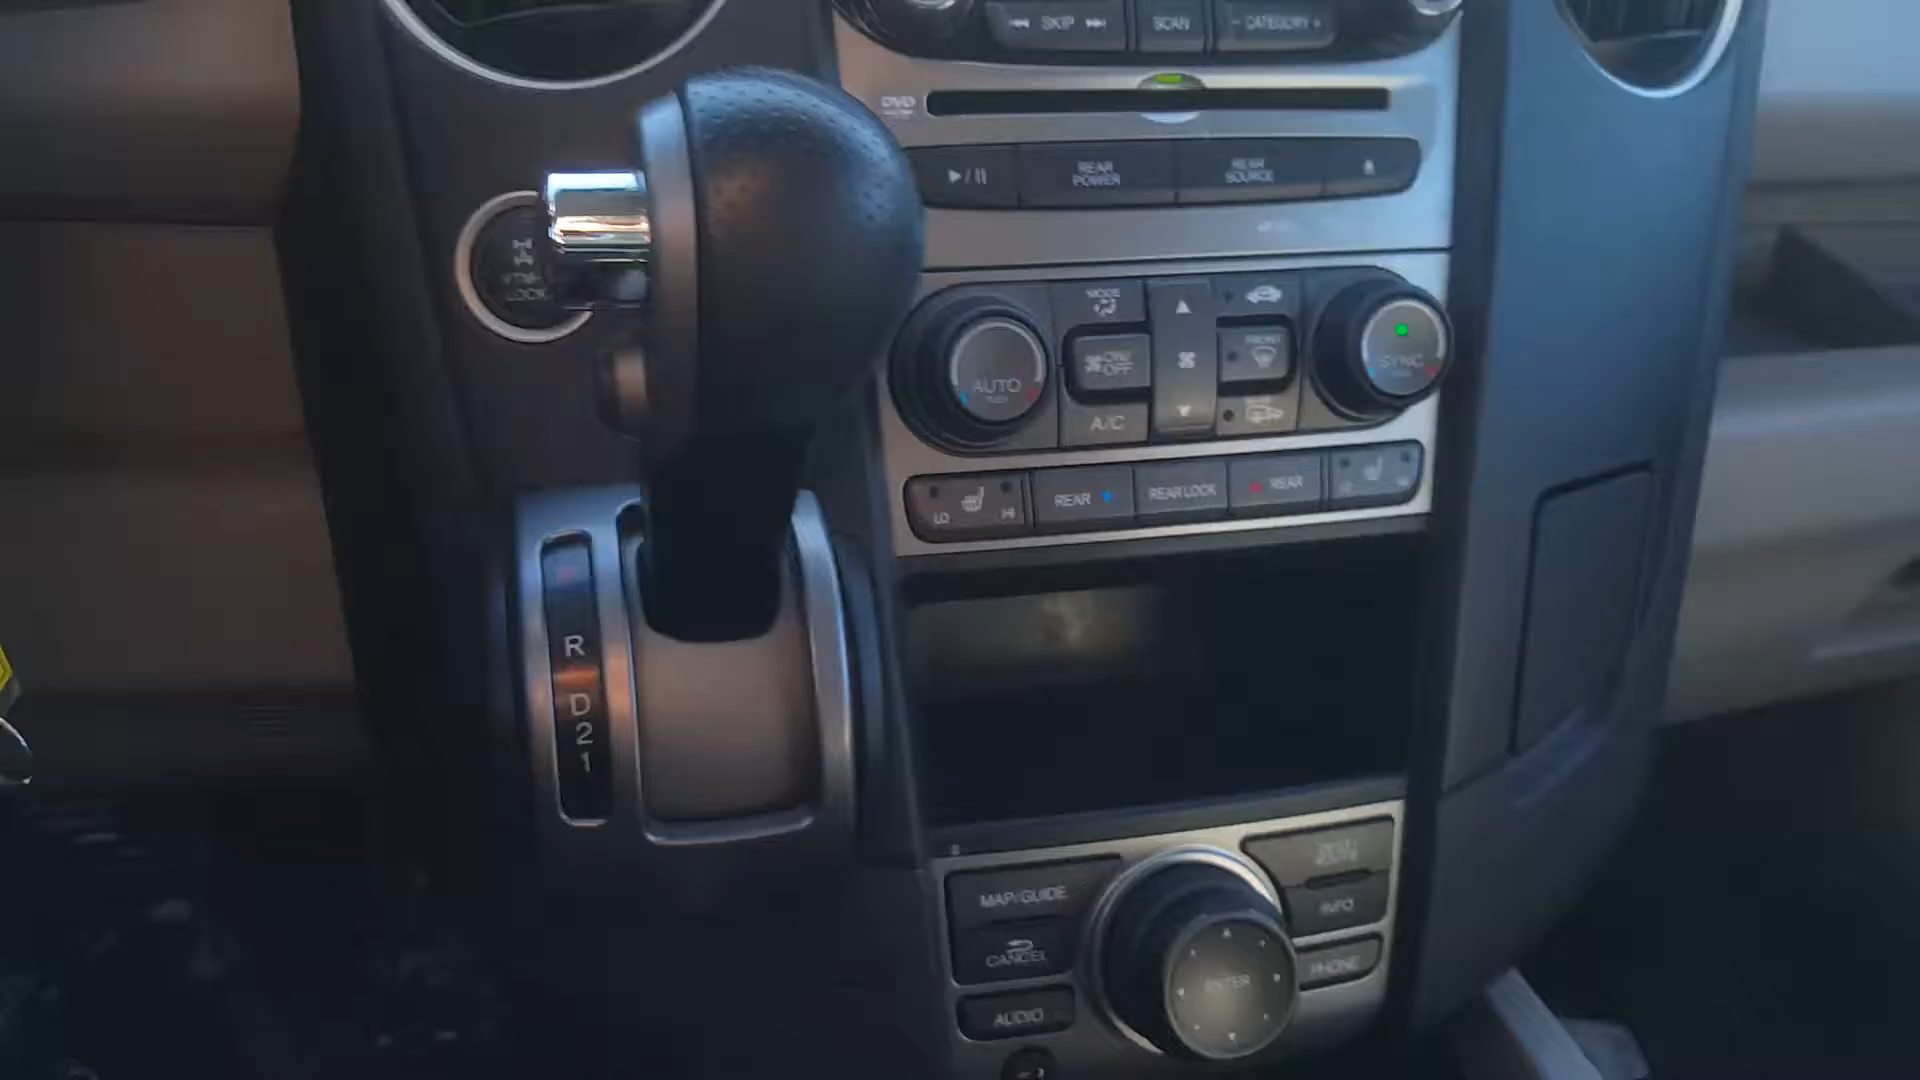 SKIP
SCAN
- CATEGORY +
DVD
REAR
POWER
REAR
SOURCE
VTM-4
LOCK
MODE
AUTO
ON/
OFF
A/C
FRONT
SYNC
LO
HI
REAR
REAR LOCK
REAR
R
D
2
1
MAP/GUIDE
CANCEL
AUDIO
ENTER
INFO
PHONE